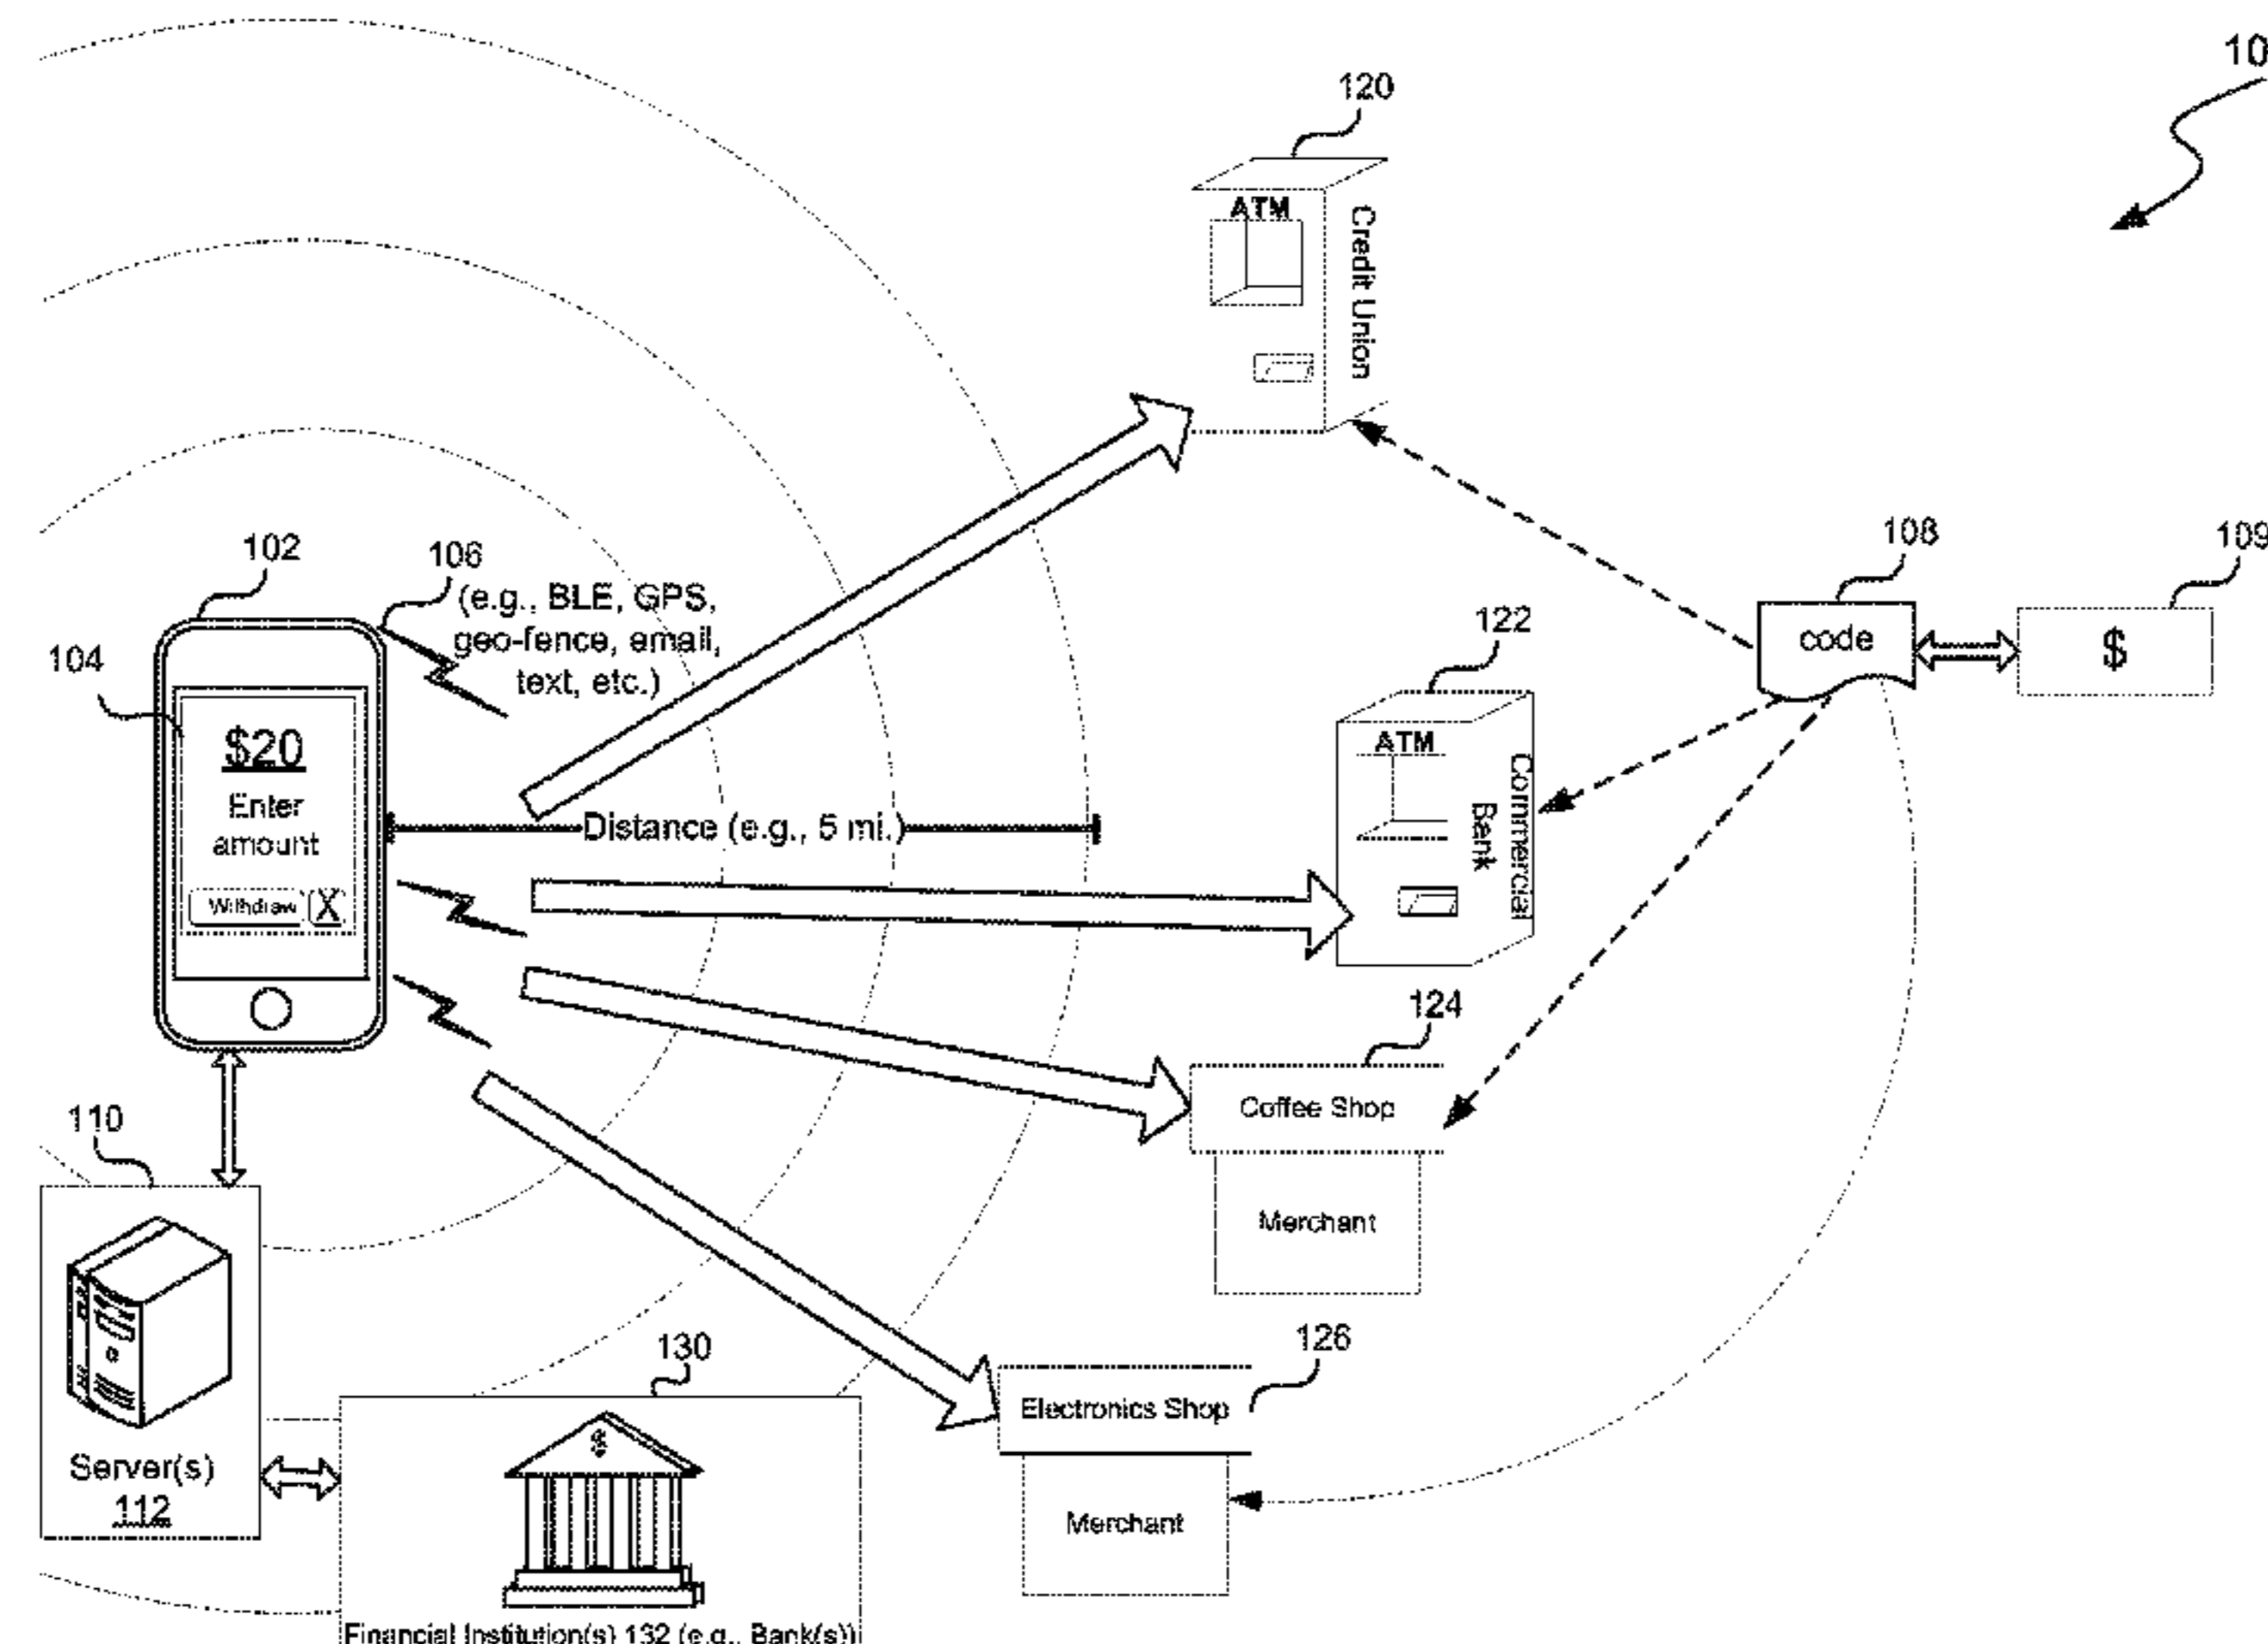 10
120
ATM
Credit Union
102
106
(e.g., BLE, GPS,
geo-fence, email,
text, etc.)
108
109
code
$
104
122
$20
Enter
amount
Withdraw
X
ATM
Commercial
Bank
Distance (e.g., 5 mi.)
124
Coffee Shop
Merchant
110
Server(s)
112
130
$
Financial Institution(s) 132 (e.g., Bank(s))
126
Electronics Shop
Merchant